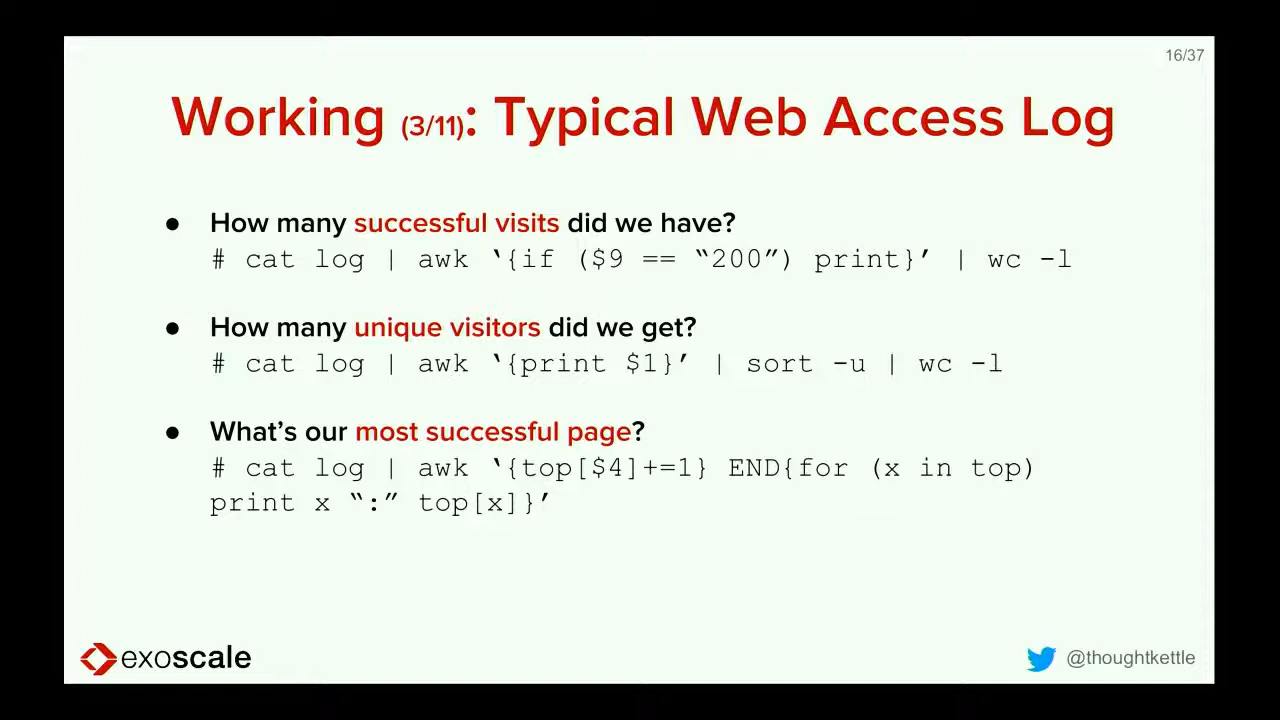 16/37
Working (3/11): Typical Web Access Log
● How many successful visits did we have?
# cat log | awk ‘{if ($9 == “200”) print}’ | wc -l
● How many unique visitors did we get?
# cat log | awk ‘{print $1}’ | sort -u | wc -l
● What’s our most successful page?
# cat log | awk ‘{top[$4]+=1} END{for (x in top)
print x “:” top[x]}’
exoscale
@thoughtkettle